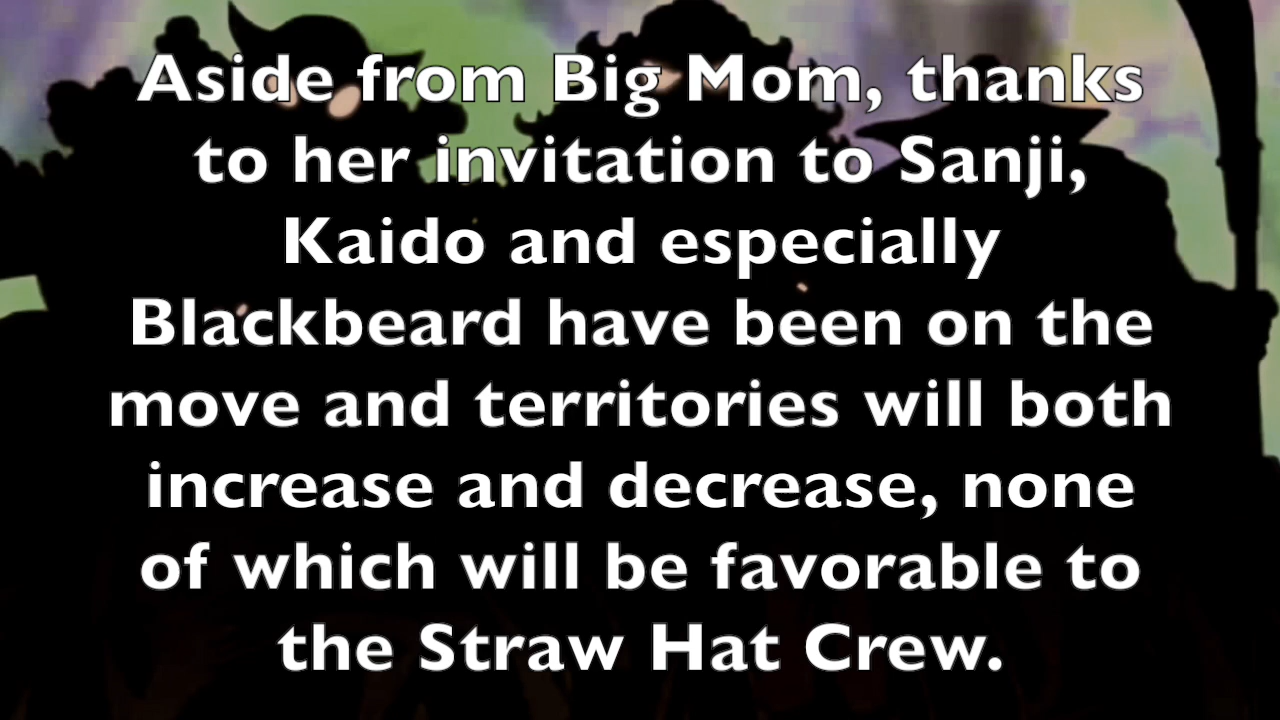 Aside from Big Mom, thanks
to her invitation to Sanji,
Kaido and especially
Blackbeard have been on the
move and territories will both
increase and decrease, none
of which will be favorable to
the Straw Hat Crew.